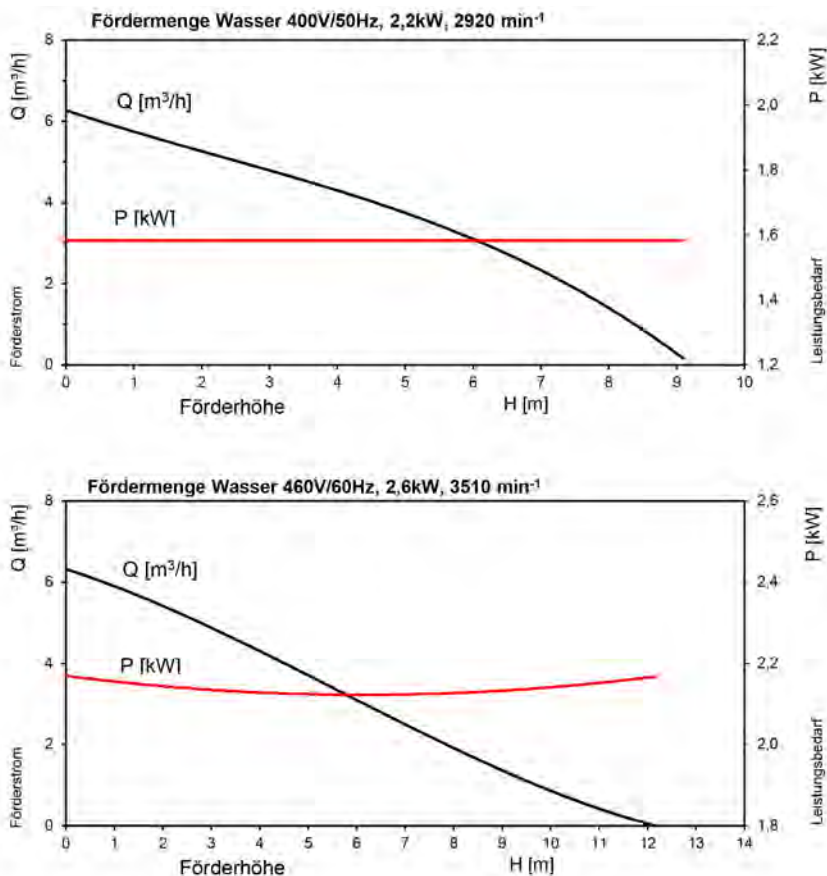 Fördermenge Wasser 400V/50Hz, 2,2kW, 2920 min⁻¹
Q [m³/h]
P [kW]
8
6
4
2
0
2,2
2,0
1,8
1,6
1,4
1,2
Q [m³/h]
P [kW]
Förderstrom
Leistungsbedarf
0 1 2 3 4 5 6 7 8 9 10
Förderhöhe H [m]
Fördermenge Wasser 460V/60Hz, 2,6kW, 3510 min⁻¹
Q [m³/h]
P [kW]
8
6
4
2
0
2,6
2,4
2,2
2,0
1,8
Q [m³/h]
P [kW]
Förderstrom
Leistungsbedarf
0 1 2 3 4 5 6 7 8 9 10 11 12 13 14
Förderhöhe H [m]